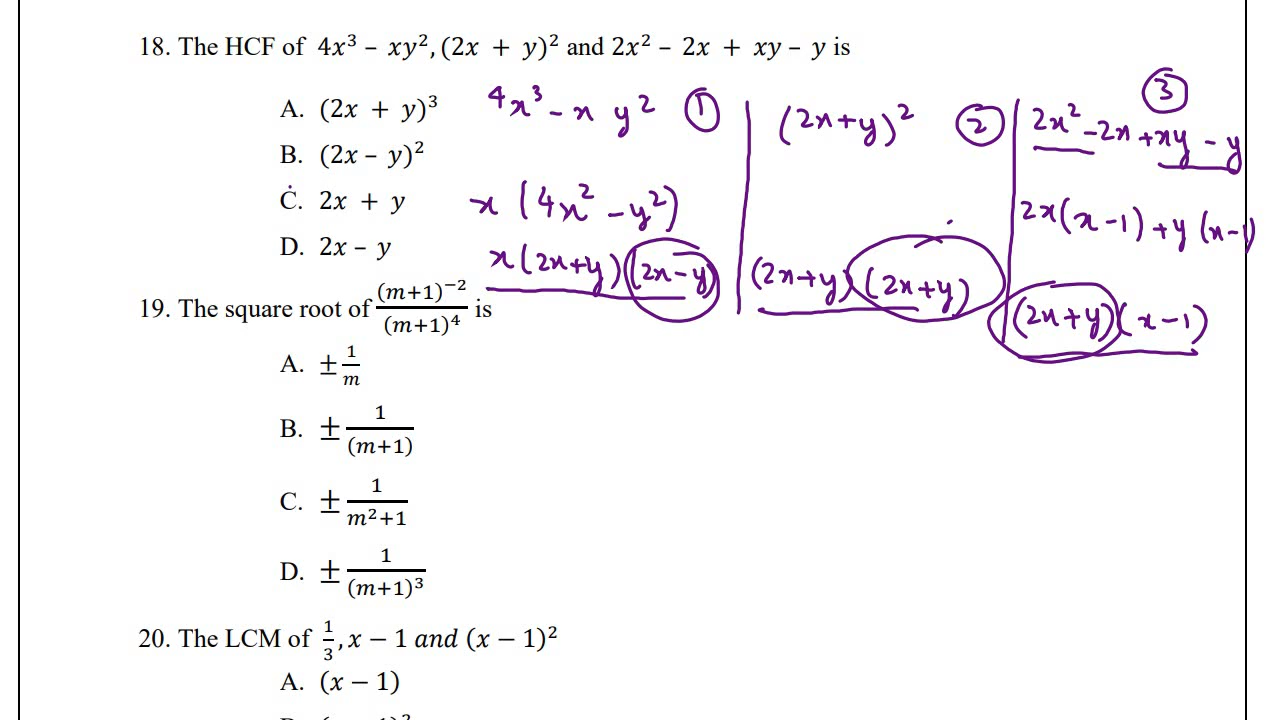 18. The HCF of 4x³ − xy², (2x + y)² and 2x² − 2x + xy − y is
A. (2x + y)³
B. (2x − y)²
C. 2x + y
D. 2x − y
4x³ − x y² ①
x (4x² − y²)
x(2x+y)(2x−y)
(2x+y)² ②
(2x+y)(2x+y)
③
2x² −2x +xy − y
2x(x−1) + y (x−1)
(2x+y)(x−1)
19. The square root of (m+1)⁻²/(m+1)⁴ is
A. ± 1/m
B. ± 1/(m+1)
C. ± 1/m²+1
D. ± 1/(m+1)³
20. The LCM of 1/3, x − 1 and (x − 1)²
A. (x − 1)